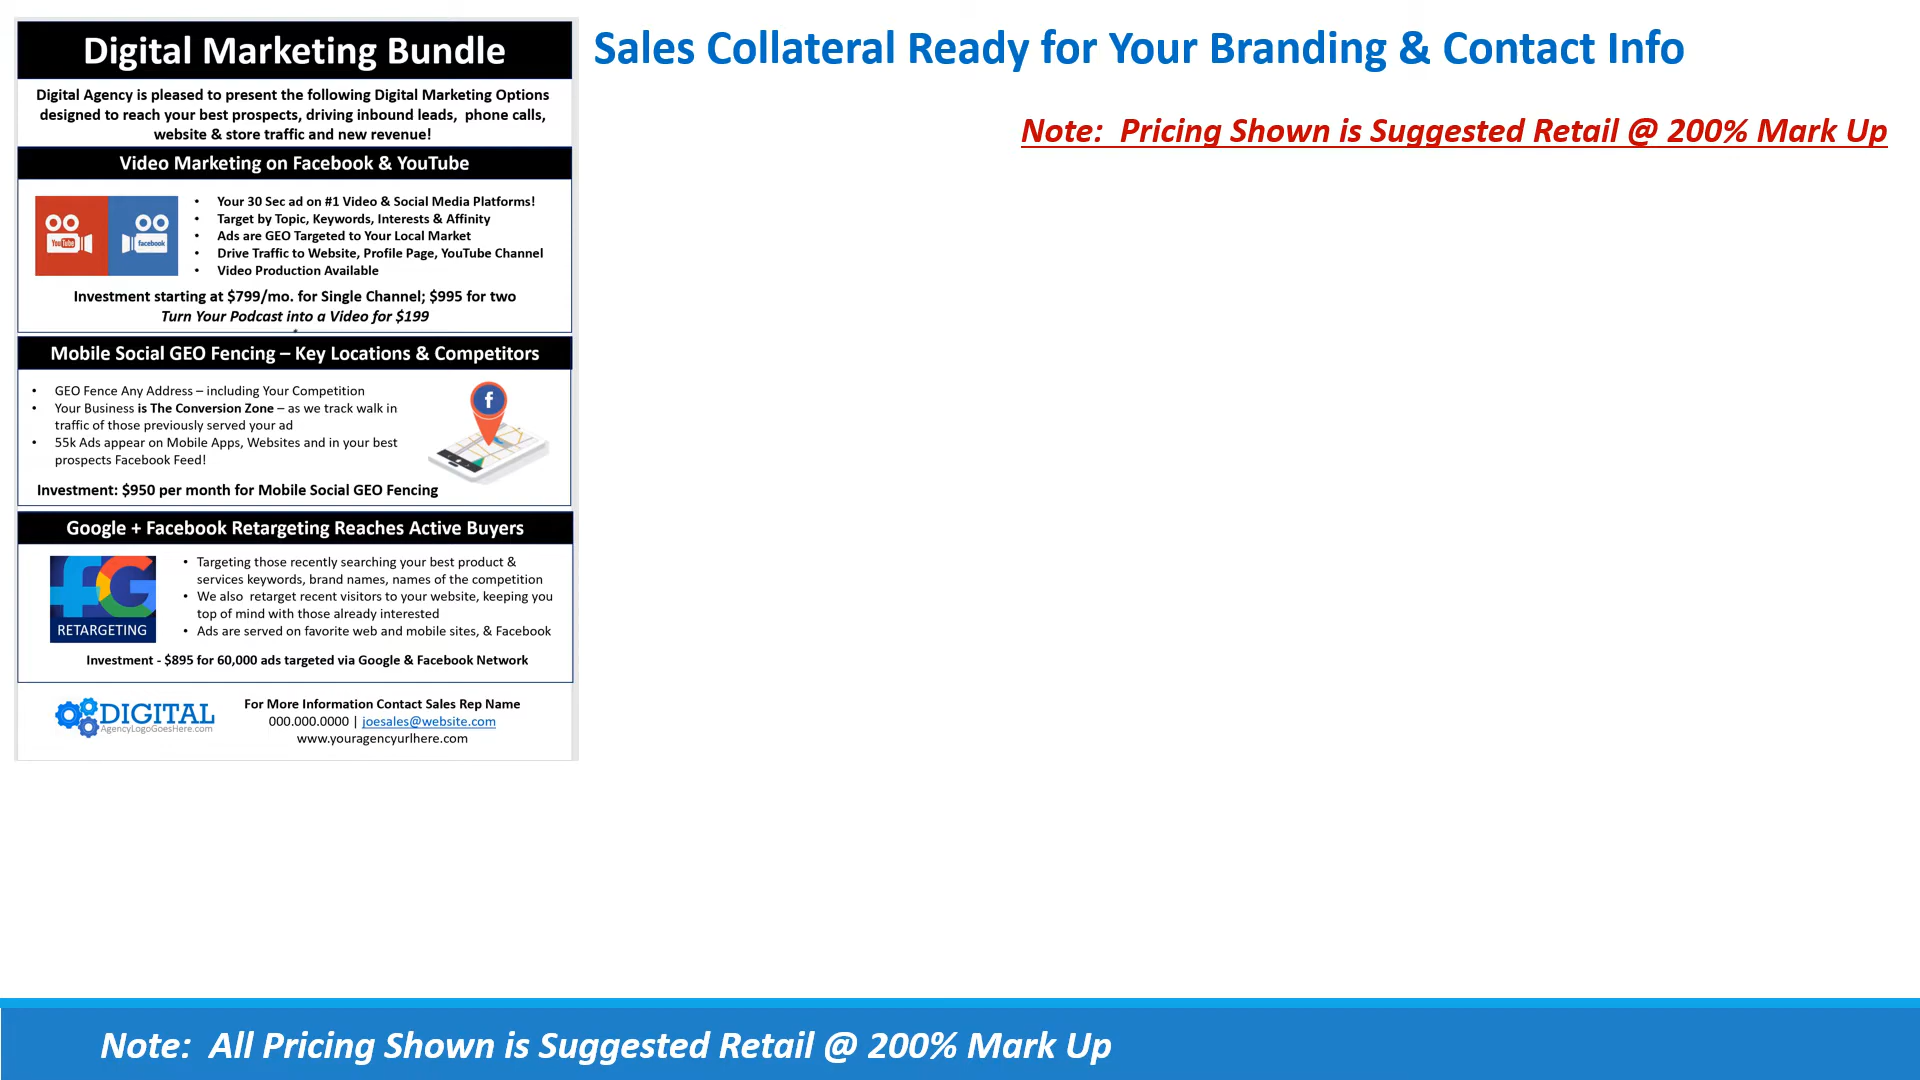 Digital Marketing Bundle
Digital Agency is pleased to present the following Digital Marketing Options
designed to reach your best prospects, driving inbound leads, phone calls,
website & store traffic and new revenue!
Video Marketing on Facebook & YouTube
YouTube
facebook
• Your 30 Sec ad on #1 Video & Social Media Platforms!
• Target by Topic, Keywords, Interests & Affinity
• Ads are GEO Targeted to Your Local Market
• Drive Traffic to Website, Profile Page, YouTube Channel
• Video Production Available
Investment starting at $799/mo. for Single Channel; $995 for two
Turn Your Podcast into a Video for $199
Mobile Social GEO Fencing – Key Locations & Competitors
• GEO Fence Any Address – including Your Competition
• Your Business is The Conversion Zone – as we track walk in
traffic of those previously served your ad
• 55k Ads appear on Mobile Apps, Websites and in your best
prospects Facebook Feed!
f
Investment: $950 per month for Mobile Social GEO Fencing
Google + Facebook Retargeting Reaches Active Buyers
f G
RETARGETING
• Targeting those recently searching your best product &
services keywords, brand names, names of the competition
• We also retarget recent visitors to your website, keeping you
top of mind with those already interested
• Ads are served on favorite web and mobile sites, & Facebook
Investment - $895 for 60,000 ads targeted via Google & Facebook Network
DIGITAL
AgencyLogoGoesHere.com
For More Information Contact Sales Rep Name
000.000.0000 | joesales@website.com
www.youragencyurlhere.com
Sales Collateral Ready for Your Branding & Contact Info
Note: Pricing Shown is Suggested Retail @ 200% Mark Up
Note: All Pricing Shown is Suggested Retail @ 200% Mark Up